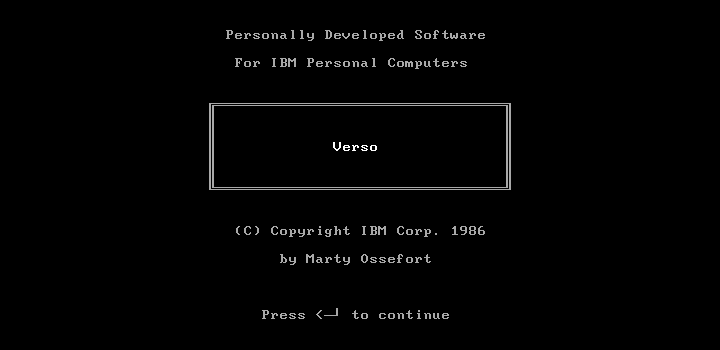 Personally Developed Software
For IBM Personal Computers
Verso
(C) Copyright IBM Corp. 1986
by Marty Ossefort
Press <─┘ to continue